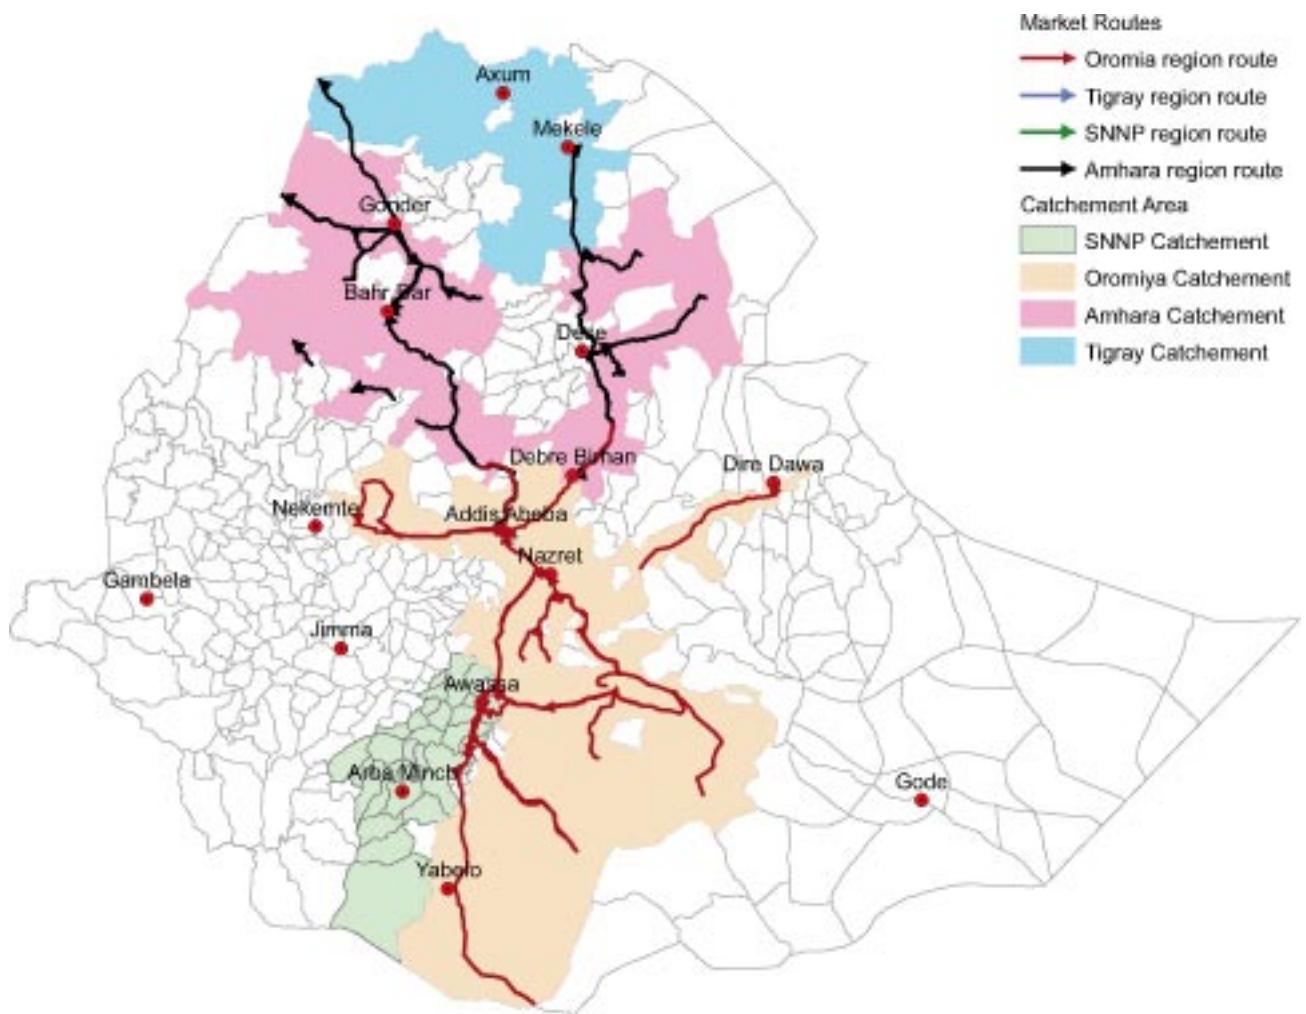 Market Routes
Oromia region route
Tigray region route
SNNP region route
Amhara region route
Catchement Area
SNNP Catchement
Oromiya Catchement
Amhara Catchement
Tigray Catchement
Axum
Mekele
Gonder
Bahr Dar
Dese
Debre Birhan
Dire Dawa
Nekemte
Addis Abeba
Nazret
Gambela
Jimma
Awassa
Arba Minch
Gode
Yabelo